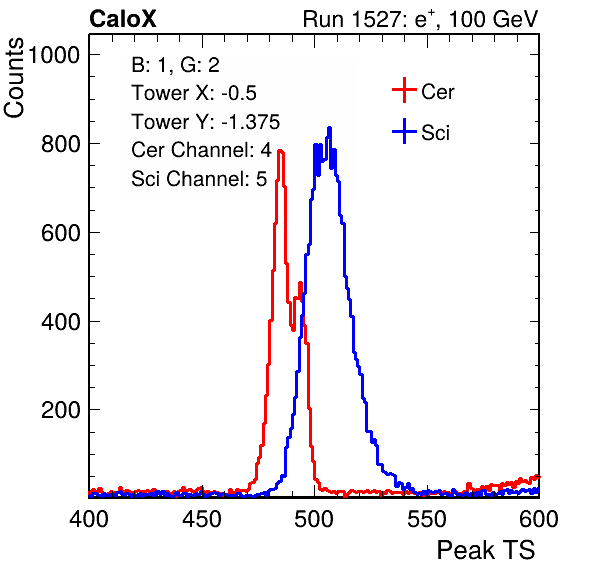 CaloX Run 1527: e⁺, 100 GeV
Counts
B: 1, G: 2
Tower X: -0.5
Tower Y: -1.375
Cer Channel: 4
Sci Channel: 5
Cer
Sci
1000
800
600
400
200
400 450 500 550 600
Peak TS